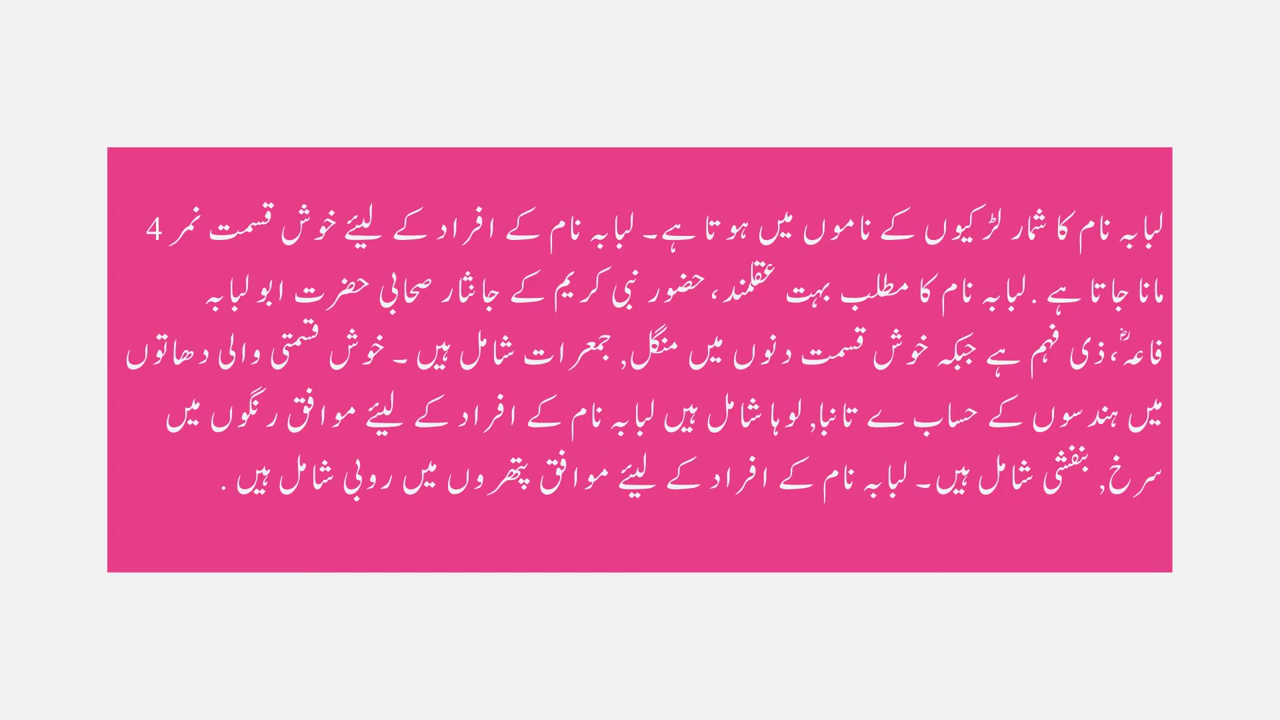 لبابہ نام کا شمار لڑکیوں کے ناموں میں ہو تا ہے۔ لبابہ نام کے افراد کے لیئے خوش قسمت نمر 4
مانا جاتا ہے .لبابہ نام کا مطلب بہت عقلمند، حضور نبی کریم کے جانثار صحابی حضرت ابو لبابہ
فاعہؓ، ذی فہم ہے جبکہ خوش قسمت دنوں میں منگل, جمعرات شامل ہیں ۔ خوش قسمتی والی دھاتوں
میں ہندسوں کے حساب ے تانبا, لوہا شامل ہیں لبابہ نام کے افراد کے لیئے موافق رنگوں میں
سرخ, بنفشی شامل ہیں۔ لبابہ نام کے افراد کے لیئے موافق پتھروں میں روبی شامل ہیں .